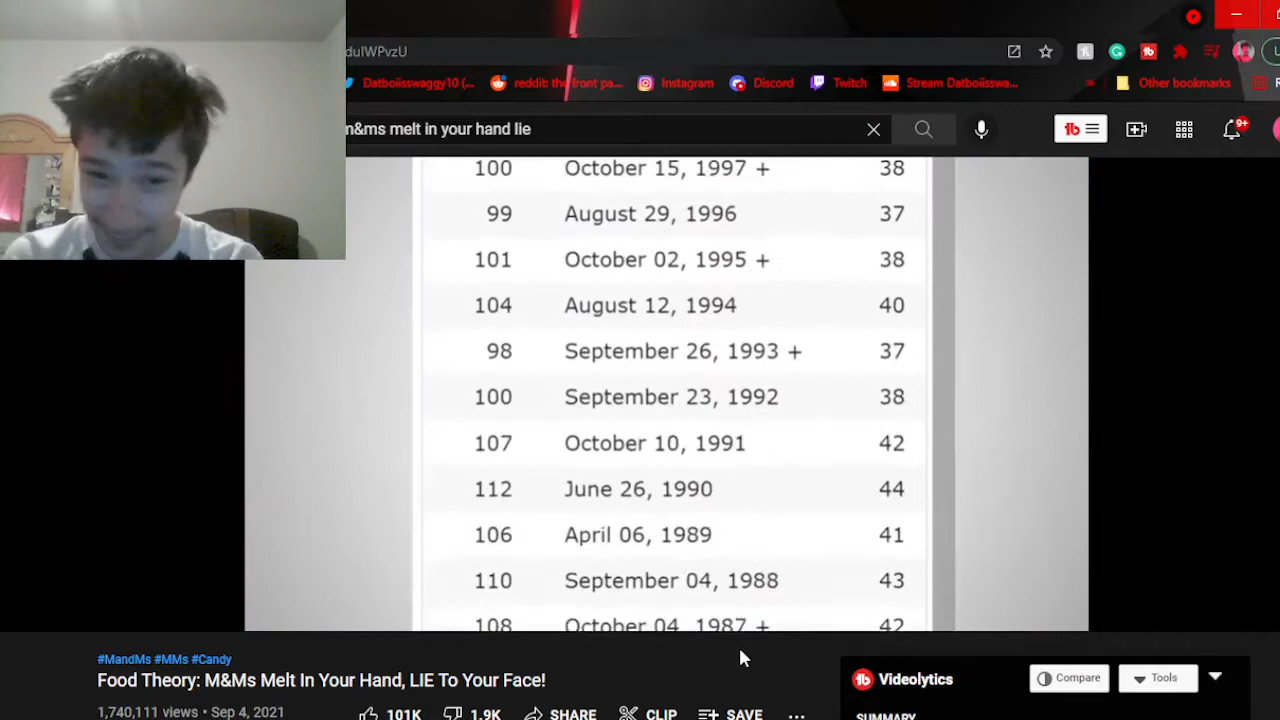 duIWPvzU
Datboiisswaggy10 (... reddit: the front pa... Instagram Discord Twitch Stream Datboiisswa... » Other bookmarks
m&ms melt in your hand lie
9+
100 October 15, 1997 + 38
99 August 29, 1996 37
101 October 02, 1995 + 38
104 August 12, 1994 40
98 September 26, 1993 + 37
100 September 23, 1992 38
107 October 10, 1991 42
112 June 26, 1990 44
106 April 06, 1989 41
110 September 04, 1988 43
108 October 04, 1987 + 42
#MandMs #MMs #Candy
Food Theory: M&Ms Melt In Your Hand, LIE To Your Face!
1,740,111 views • Sep 4, 2021 101K 1.9K SHARE CLIP SAVE ...
tb Videolytics Compare Tools
SUMMARY